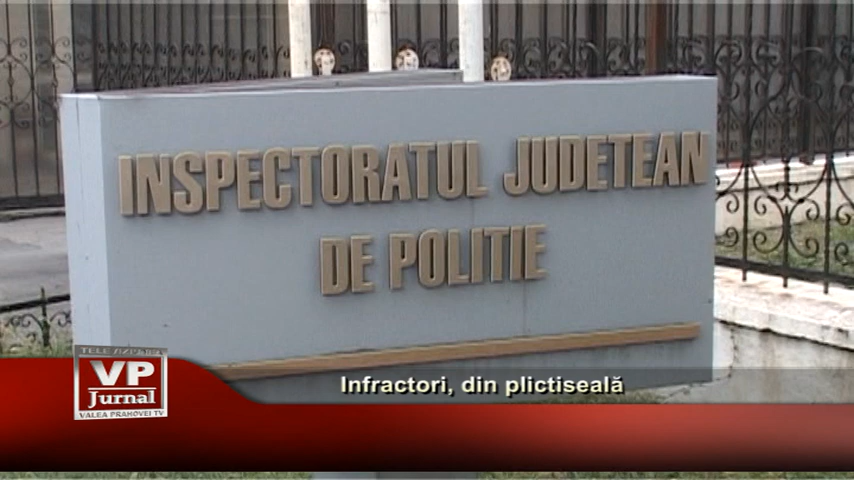 INSPECTORATUL JUDETEAN
DE POLITIE
VP
Jurnal
VALEA PRAHOVEI TV
Infractori, din plictiseală